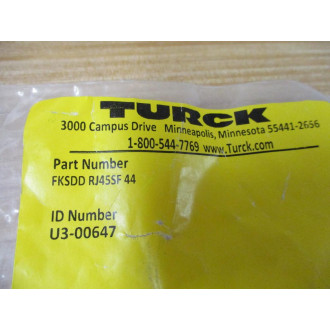 TURCK
3000 Campus Drive Minneapolis, Minnesota 55441-2656
1-800-544-7769 www.Turck.com
Part Number
FKSDD RJ45SF 44
ID Number
U3-00647